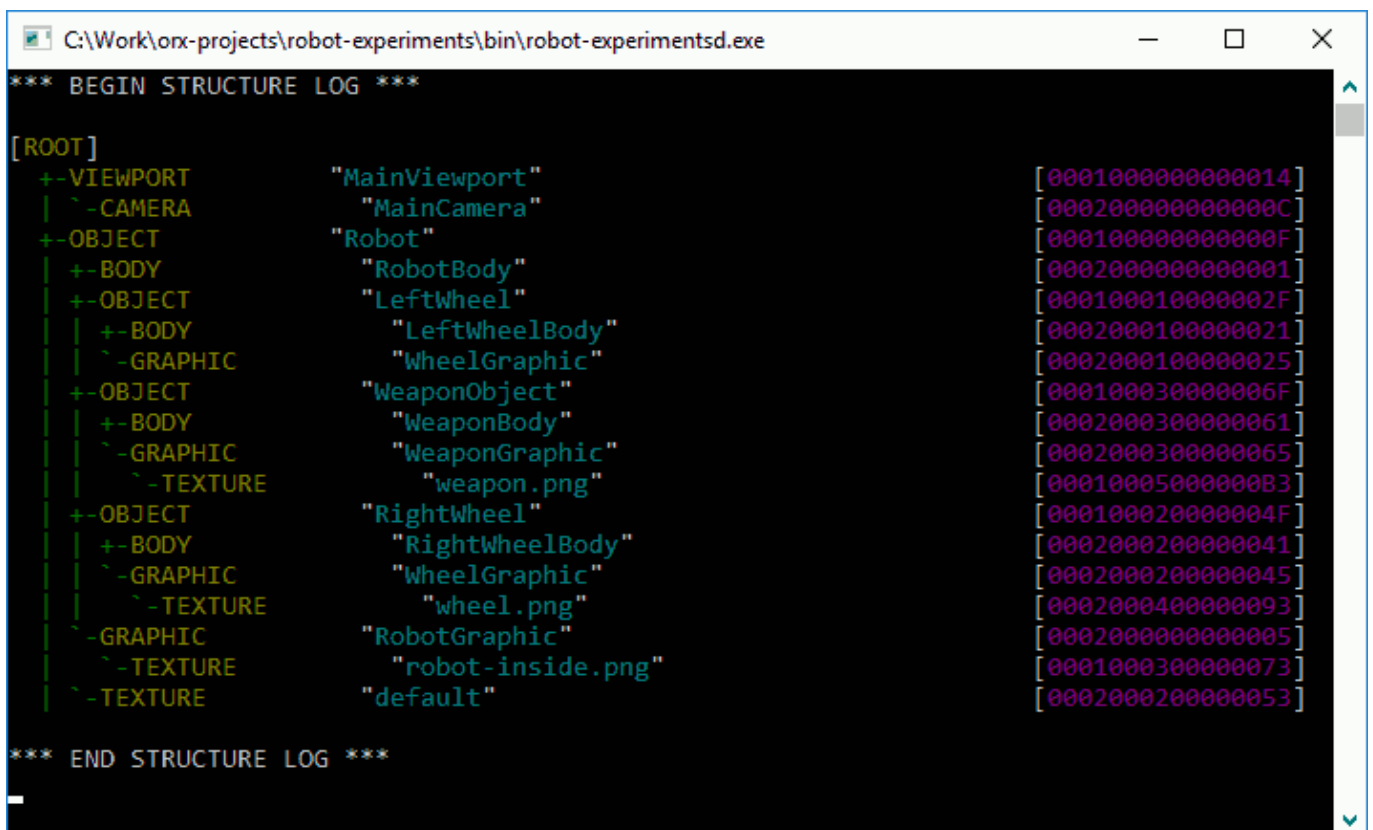 C:\Work\orx-projects\robot-experiments\bin\robot-experimentsd.exe
*** BEGIN STRUCTURE LOG ***
[ROOT]
+-VIEWPORT "MainViewport" [0001000000000014]
| `-CAMERA "MainCamera" [000200000000000C]
+-OBJECT "Robot" [000100000000000F]
| +-BODY "RobotBody" [0002000000000001]
| +-OBJECT "LeftWheel" [000100010000002F]
| | +-BODY "LeftWheelBody" [0002000100000021]
| | `-GRAPHIC "WheelGraphic" [0002000100000025]
| +-OBJECT "WeaponObject" [000100030000006F]
| | +-BODY "WeaponBody" [0002000300000061]
| | `-GRAPHIC "WeaponGraphic" [0002000300000065]
| | `-TEXTURE "weapon.png" [00010005000000B3]
| +-OBJECT "RightWheel" [000100020000004F]
| | +-BODY "RightWheelBody" [0002000200000041]
| | `-GRAPHIC "WheelGraphic" [0002000200000045]
| | `-TEXTURE "wheel.png" [0002000400000093]
| `-GRAPHIC "RobotGraphic" [0002000000000005]
| `-TEXTURE "robot-inside.png" [0001000300000073]
| `-TEXTURE "default" [0002000200000053]
*** END STRUCTURE LOG ***